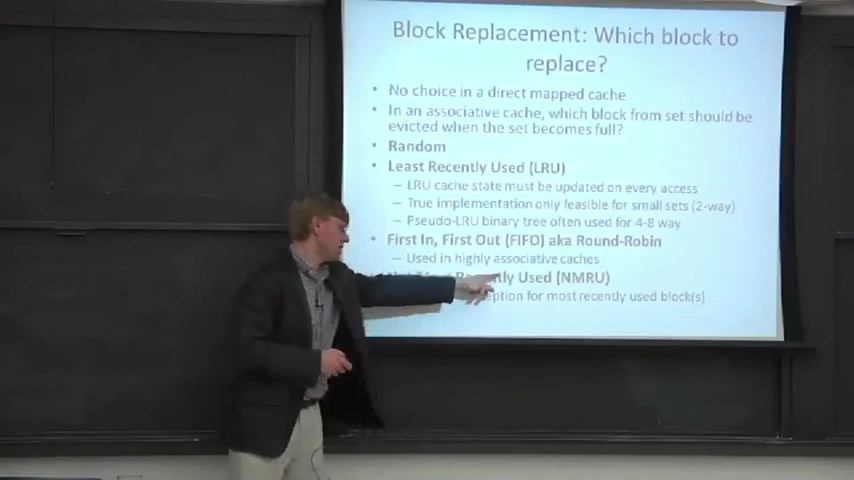 Block Replacement: Which block to
replace?
• No choice in a direct mapped cache
• In an associative cache, which block from set should be
evicted when the set becomes full?
• Random
• Least Recently Used (LRU)
– LRU cache state must be updated on every access
– True implementation only feasible for small sets (2-way)
– Pseudo-LRU binary tree often used for 4-8 way
• First In, First Out (FIFO) aka Round-Robin
– Used in highly associative caches
Used (NMRU)
for most recently used block(s)